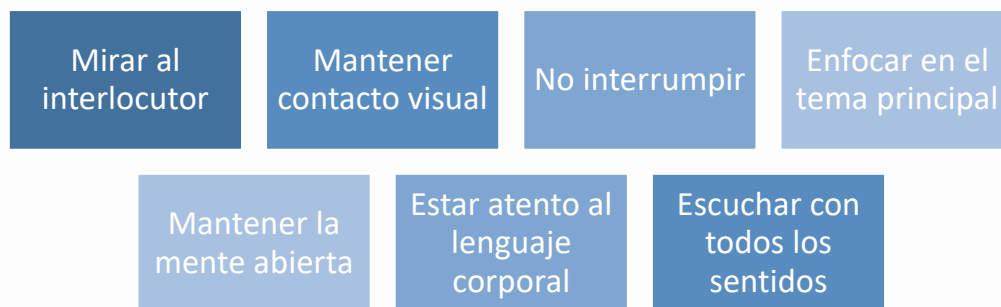 Mirar al
interlocutor
Mantener
contacto visual
No interrumpir
Enfocar en el
tema principal
Mantener la
mente abierta
Estar atento al
lenguaje
corporal
Escuchar con
todos los
sentidos